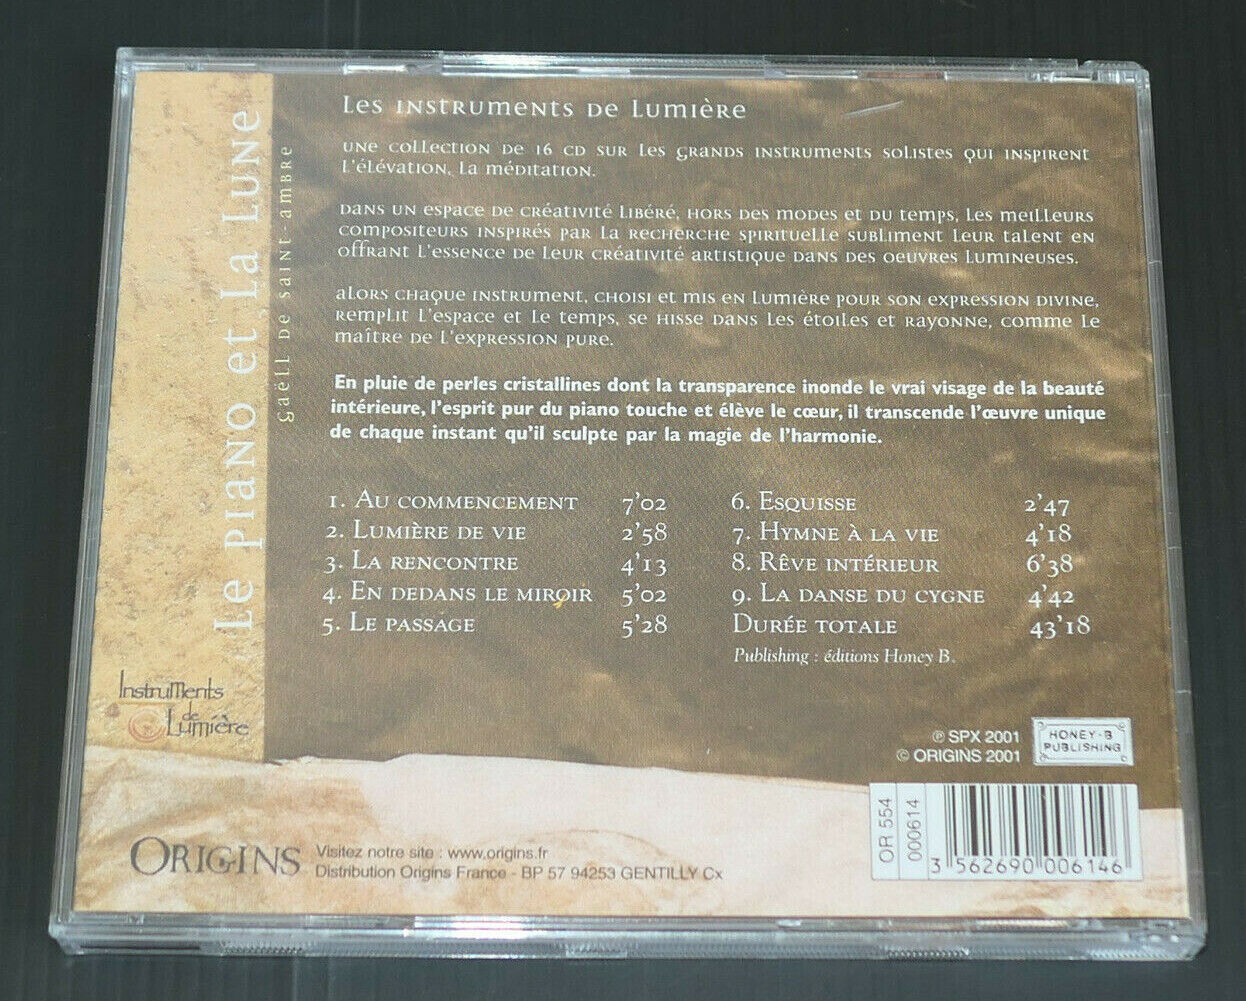 Le piano et la lune
gaëll de saint-ambre
Les instruments de Lumière
une collection de 16 CD sur les grands instruments solistes qui inspirent
l'élévation, la méditation.
Dans un espace de créativité libéré, hors des modes et du temps, les meilleurs
compositeurs inspirés par la recherche spirituelle subliment leur talent en
offrant l'essence de leur créativité artistique dans des oeuvres lumineuses.
alors chaque instrument, choisi et mis en lumière pour son expression divine,
remplit l'espace et le temps, se hisse dans les étoiles et rayonne, comme le
maître de l'expression pure.
En pluie de perles cristallines dont la transparence inonde le vrai visage de la beauté
intérieure, l'esprit pur du piano touche et élève le cœur, il transcende l'œuvre unique
de chaque instant qu'il sculpte par la magie de l'harmonie.
1. Au commencement 7'02
2. Lumière de vie 2'58
3. La rencontre 4'13
4. En dedans le miroir 5'02
5. Le passage 5'28
6. Esquisse 2'47
7. Hymne à la vie 4'18
8. Rêve intérieur 6'38
9. La danse du cygne 4'42
Durée totale 43'18
Publishing : éditions Honey B.
Instruments
de
Lumière
℗ SPX 2001
© ORIGINS 2001
HONEY-B
PUBLISHING
ORIGINS
Visitez notre site : www.origins.fr
Distribution Origins France - BP 57 94253 GENTILLY Cx
OR 554
000614
3 562690 006146